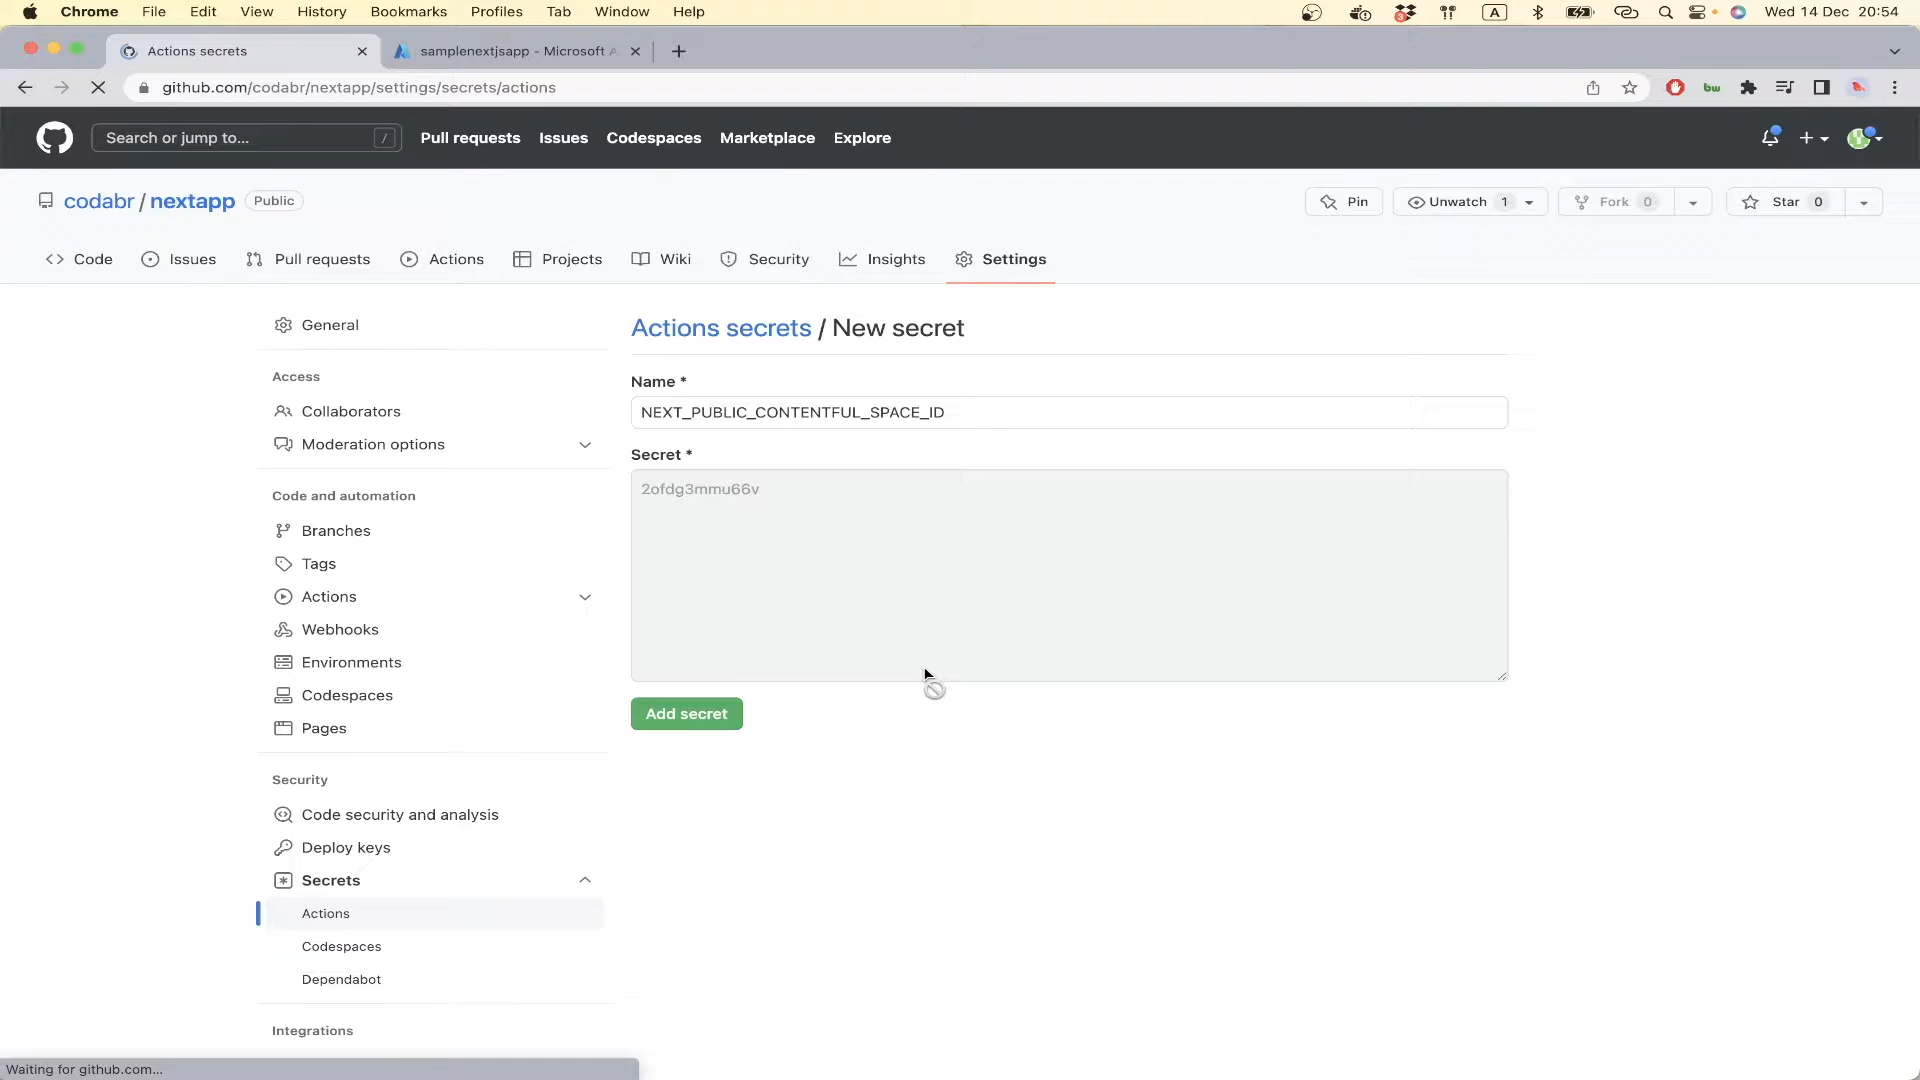 Chrome File Edit View History Bookmarks Profiles Tab Window Help
3 A Wed 14 Dec 20:54
Actions secrets
samplenextjsapp - Microsoft A
github.com/codabr/nextapp/settings/secrets/actions
bw
Search or jump to... /
Pull requests Issues Codespaces Marketplace Explore
codabr / nextapp Public
Pin Unwatch 1 Fork 0 Star 0
Code Issues Pull requests Actions Projects Wiki Security Insights Settings
General
Access
Collaborators
Moderation options
Code and automation
Branches
Tags
Actions
Webhooks
Environments
Codespaces
Pages
Security
Code security and analysis
Deploy keys
Secrets
Actions
Codespaces
Dependabot
Integrations
Actions secrets / New secret
Name *
NEXT_PUBLIC_CONTENTFUL_SPACE_ID
Secret *
2ofdg3mmu66v
Add secret
Waiting for github.com...